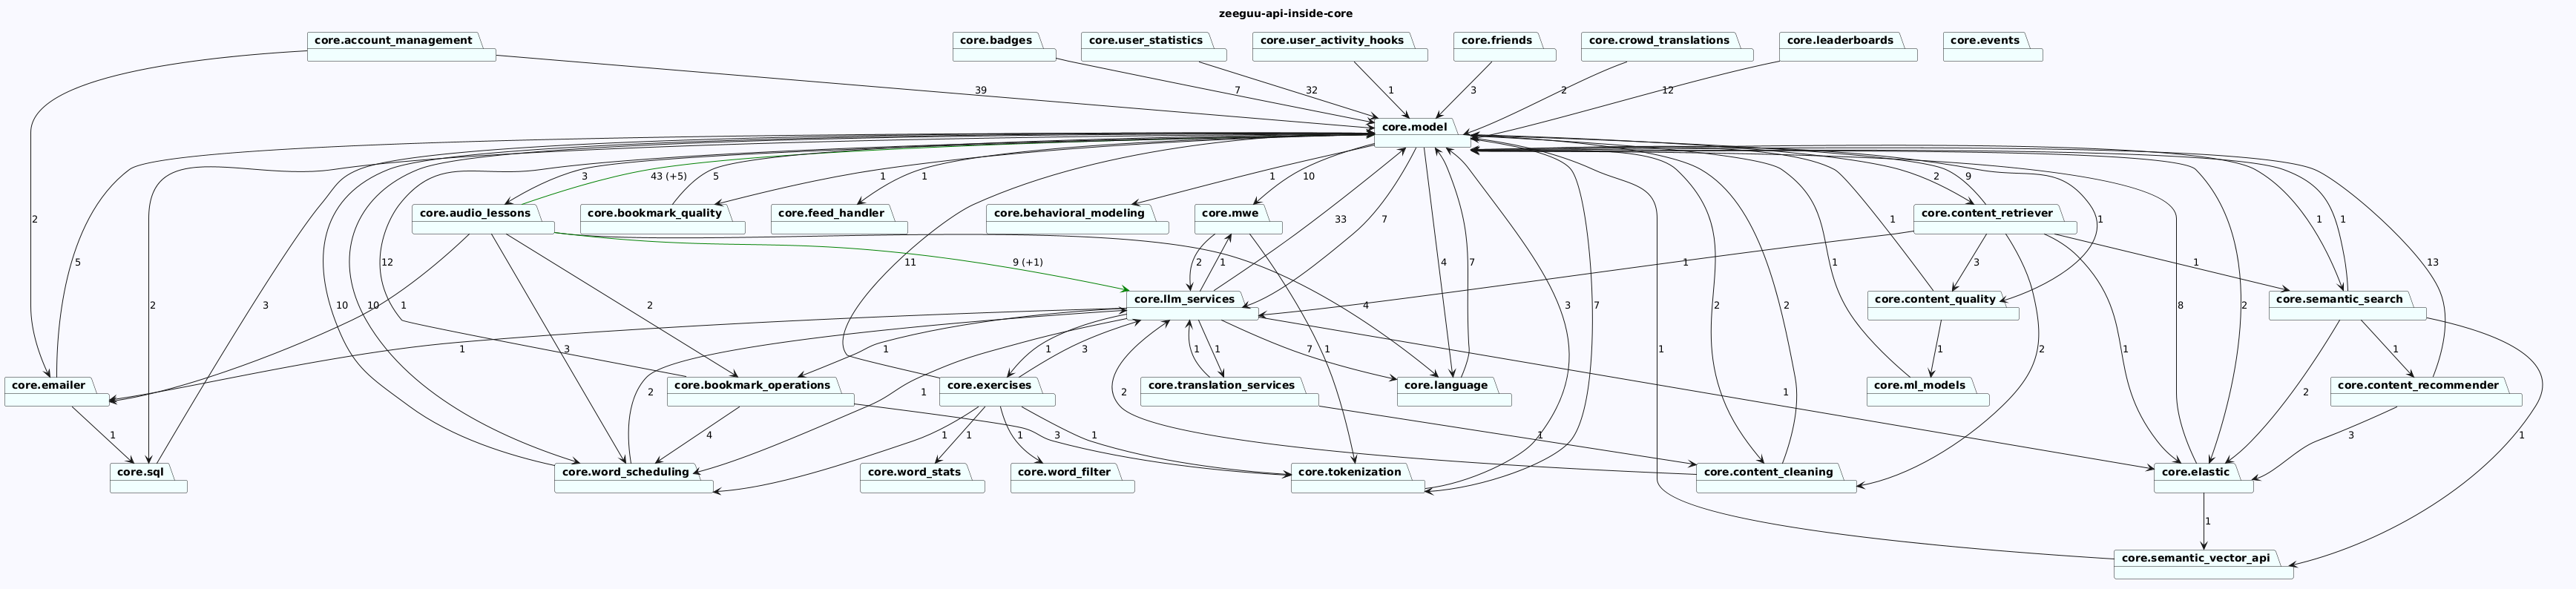 zeeguu-api-inside-core
core.account_management
core.badges
core.user_statistics
core.user_activity_hooks
core.friends
core.crowd_translations
core.leaderboards
core.events
39
7
32
1
3
2
12
core.model
3
43 (+5)
1
5
1
1
10
2
9
1
1
1
core.audio_lessons
core.bookmark_quality
core.feed_handler
core.behavioral_modeling
core.mwe
core.content_retriever
2
33
7
1
1
5
12
11
9 (+1)
2
1
4
7
1
3
1
13
core.llm_services
core.content_quality
core.semantic_search
2
3
10
10
1
2
4
2
2
1
2
1
8
2
1
3
1
1
1
3
1
7
1
1
1
2
1
core.emailer
core.bookmark_operations
core.exercises
core.translation_services
core.language
core.ml_models
core.content_recommender
2
1
2
1
3
7
1
4
1
1
1
3
1
1
3
1
core.sql
core.word_scheduling
core.word_stats
core.word_filter
core.tokenization
core.content_cleaning
core.elastic
1
core.semantic_vector_api